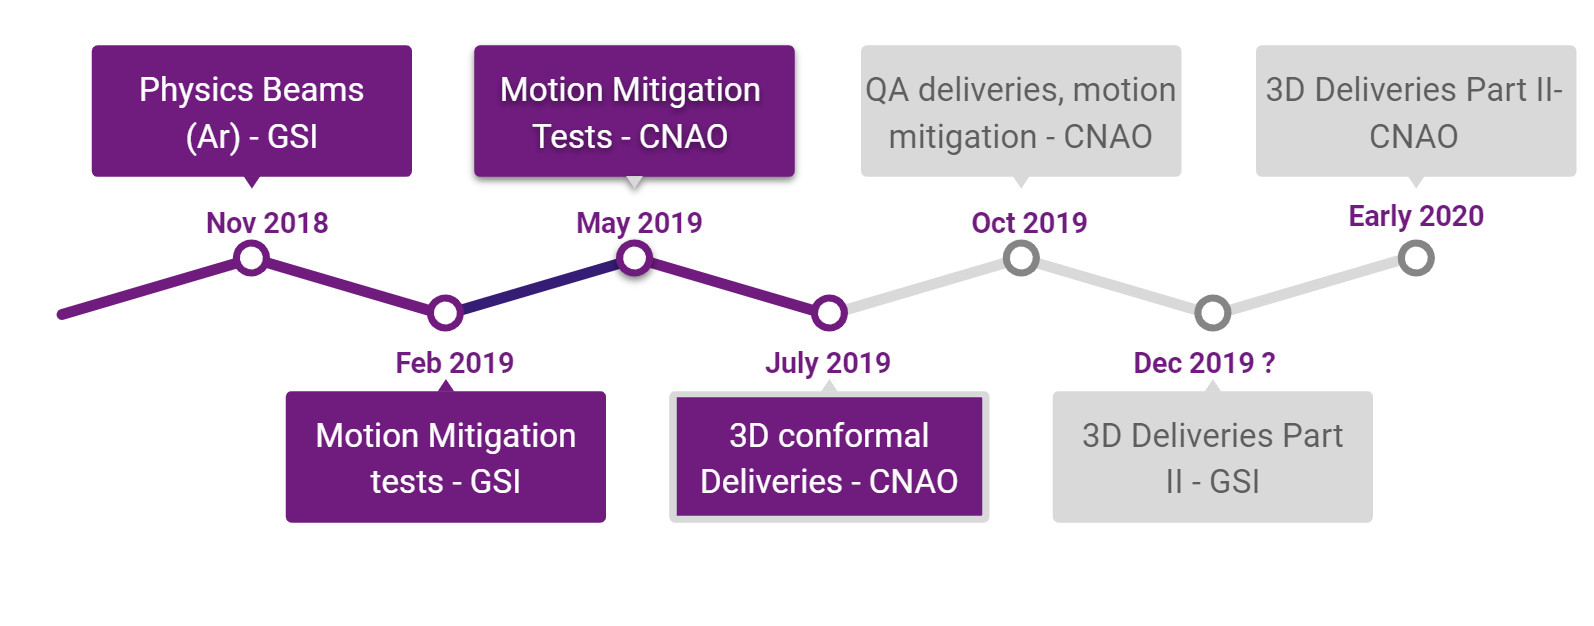 Physics Beams
(Ar) - GSI
Nov 2018
Feb 2019
Motion Mitigation
tests - GSI
Motion Mitigation
Tests - CNAO
May 2019
July 2019
3D conformal
Deliveries - CNAO
QA deliveries, motion
mitigation - CNAO
Oct 2019
Dec 2019 ?
3D Deliveries Part
II - GSI
3D Deliveries Part II-
CNAO
Early 2020